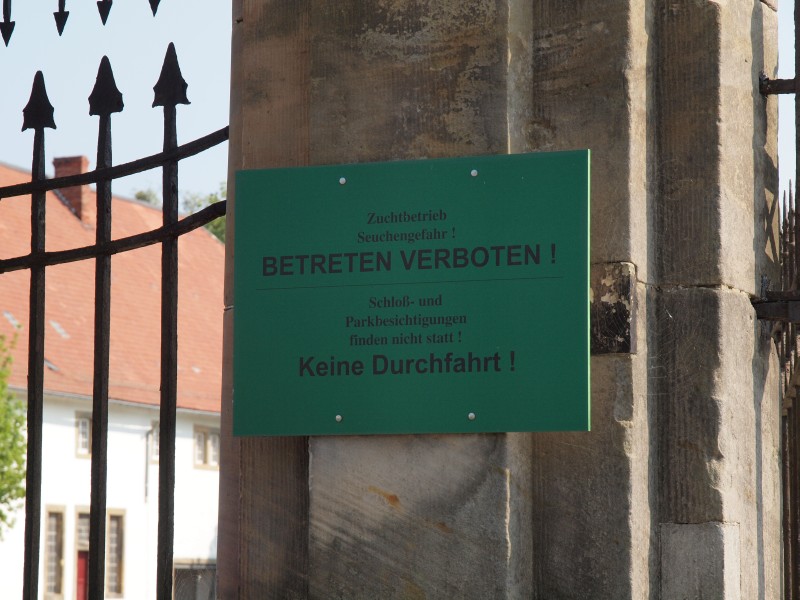 Zuchtbetrieb
Seuchengefahr !
BETRETEN VERBOTEN !
Schloß- und
Parkbesichtigungen
finden nicht statt !
Keine Durchfahrt !